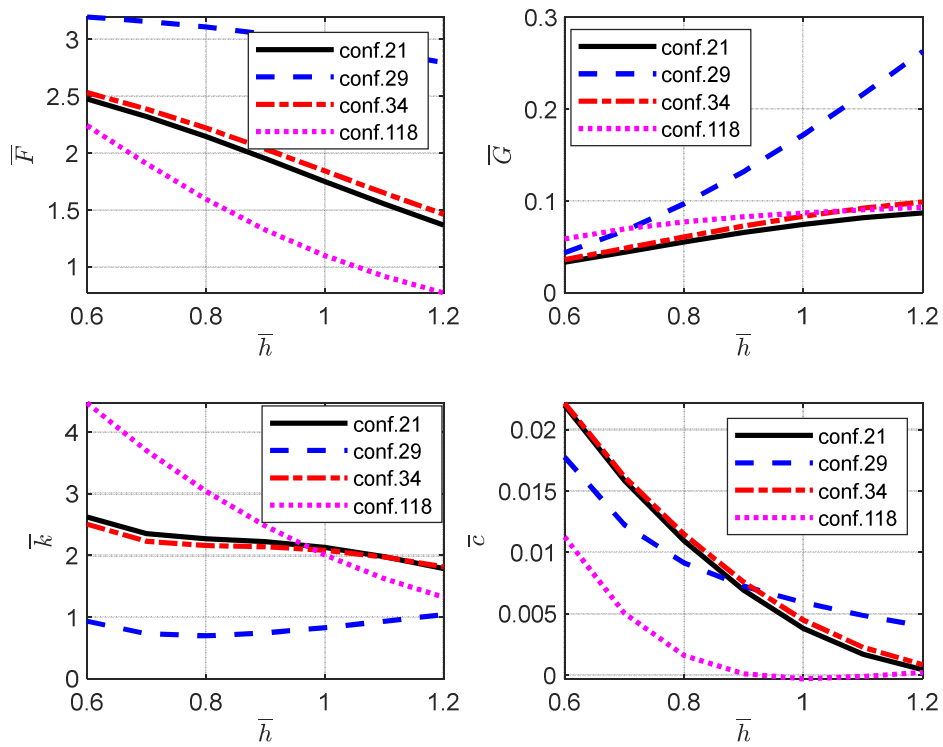 3
2.5
2
1.5
1
F̅
0.6 0.8 1 1.2
h̅
conf.21
conf.29
conf.34
conf.118
0.3
0.2
0.1
0
G̅
0.6 0.8 1 1.2
h̅
conf.21
conf.29
conf.34
conf.118
4
3
2
1
0
k̅
0.6 0.8 1 1.2
h̅
conf.21
conf.29
conf.34
conf.118
0.02
0.015
0.01
0.005
0
c̅
0.6 0.8 1 1.2
h̅
conf.21
conf.29
conf.34
conf.118